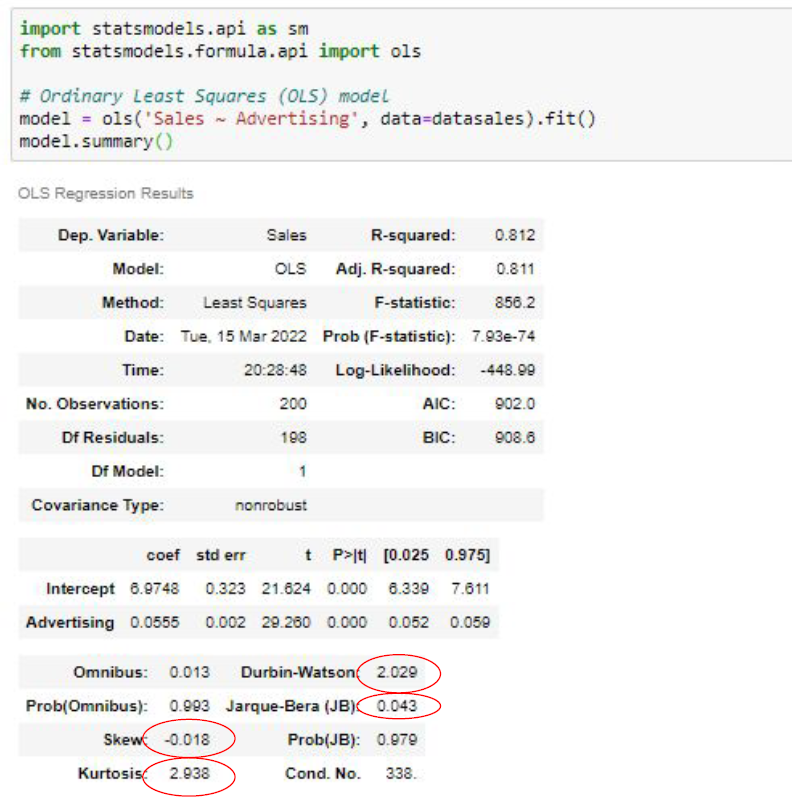 import statsmodels.api as sm
from statsmodels.formula.api import ols
# Ordinary Least Squares (OLS) model
model = ols('Sales ~ Advertising', data=datasales).fit()
model.summary()
OLS Regression Results
Dep. Variable: Sales R-squared: 0.812
Model: OLS Adj. R-squared: 0.811
Method: Least Squares F-statistic: 856.2
Date: Tue, 15 Mar 2022 Prob (F-statistic): 7.93e-74
Time: 20:28:48 Log-Likelihood: -448.99
No. Observations: 200 AIC: 902.0
Df Residuals: 198 BIC: 908.6
Df Model: 1
Covariance Type: nonrobust
coef std err t P>|t| [0.025 0.975]
Intercept 6.9748 0.323 21.624 0.000 6.339 7.611
Advertising 0.0555 0.002 29.260 0.000 0.052 0.059
Omnibus: 0.013 Durbin-Watson: 2.029
Prob(Omnibus): 0.993 Jarque-Bera (JB): 0.043
Skew: -0.018 Prob(JB): 0.979
Kurtosis: 2.938 Cond. No. 338.